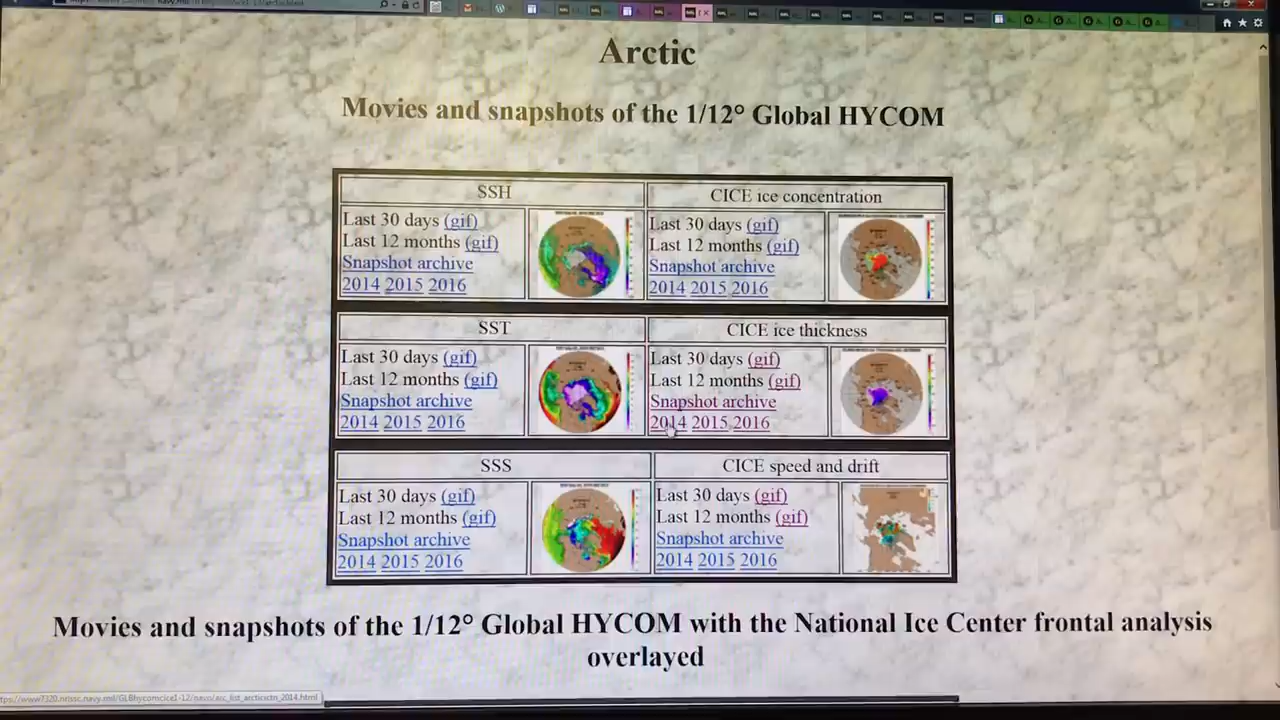 Arctic
Movies and snapshots of the 1/12° Global HYCOM
SSH
Last 30 days (gif)
Last 12 months (gif)
Snapshot archive
2014 2015 2016
CICE ice concentration
Last 30 days (gif)
Last 12 months (gif)
Snapshot archive
2014 2015 2016
SST
Last 30 days (gif)
Last 12 months (gif)
Snapshot archive
2014 2015 2016
CICE ice thickness
Last 30 days (gif)
Last 12 months (gif)
Snapshot archive
2014 2015 2016
SSS
Last 30 days (gif)
Last 12 months (gif)
Snapshot archive
2014 2015 2016
CICE speed and drift
Last 30 days (gif)
Last 12 months (gif)
Snapshot archive
2014 2015 2016
Movies and snapshots of the 1/12° Global HYCOM with the National Ice Center frontal analysis
overlayed